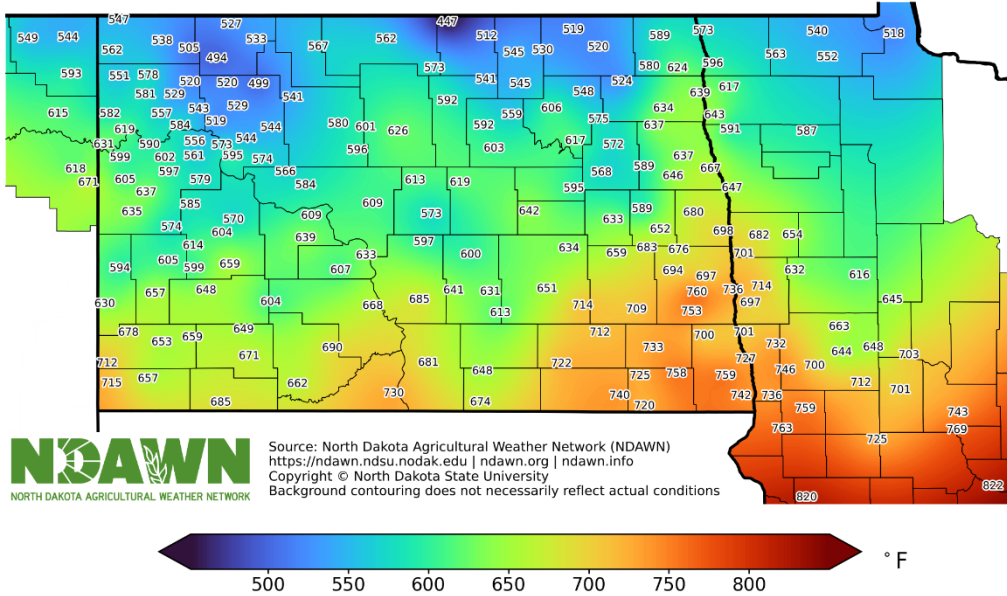 547 527 447 519 573 540 518
549 544 538 505 533 567 562 512 545 530 520 589 563 552
562 494 573 580 624 596
593 551 578 520 520 499 541 541 545 548 524 639 617
581 529 592 606
615 582 557 543 529 559 634 643
619 584 519 544 580 601 626 592 575 637 591 587
631 590 556 573 544 596 603 617 572
599 602 561 595 574 589 637
618 597 566 568 646 667
671 605 579 584 613 619 595 647
637
635 585 570 609 609 573 642 633 589 680
574 604 652 698 682 654
614 639 597 634 683 676
605 659 633 600 659 701
594 599 607 694 697 632 616
630 657 648 604 668 685 641 631 651 760 736 714 645
613 714 709 753 697
678 653 659 649 712 700 701 663
671 690 733 732 644 648 703
712 681 722 727
715 657 662 648 725 758 759 746 700 712 701
685 730 674 740 720 742 736 759 743
763 725 769
820 822
NDAWN
NORTH DAKOTA AGRICULTURAL WEATHER NETWORK
Source: North Dakota Agricultural Weather Network (NDAWN)
https://ndawn.ndsu.nodak.edu | ndawn.org | ndawn.info
Copyright © North Dakota State University
Background contouring does not necessarily reflect actual conditions
500 550 600 650 700 750 800 ° F